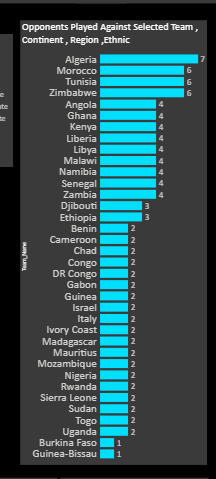 Opponents Played Against Selected Team ,
Continent , Region ,Ethnic
Team_Name
Algeria 7
Morocco 6
Tunisia 6
Zimbabwe 6
Angola 4
Ghana 4
Kenya 4
Liberia 4
Libya 4
Malawi 4
Namibia 4
Senegal 4
Zambia 4
Djibouti 3
Ethiopia 3
Benin 2
Cameroon 2
Chad 2
Congo 2
DR Congo 2
Gabon 2
Guinea 2
Israel 2
Italy 2
Ivory Coast 2
Madagascar 2
Mauritius 2
Mozambique 2
Nigeria 2
Rwanda 2
Sierra Leone 2
Sudan 2
Togo 2
Uganda 2
Burkina Faso 1
Guinea-Bissau 1